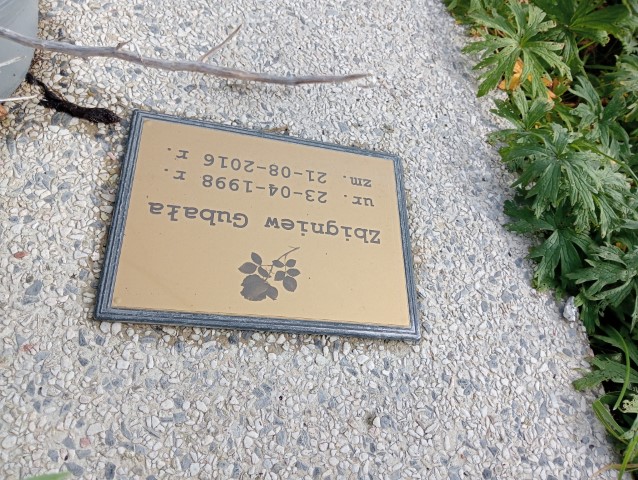 Zbigniew Gubała
ur. 23-04-1998 r.
zm. 21-08-2016 r.